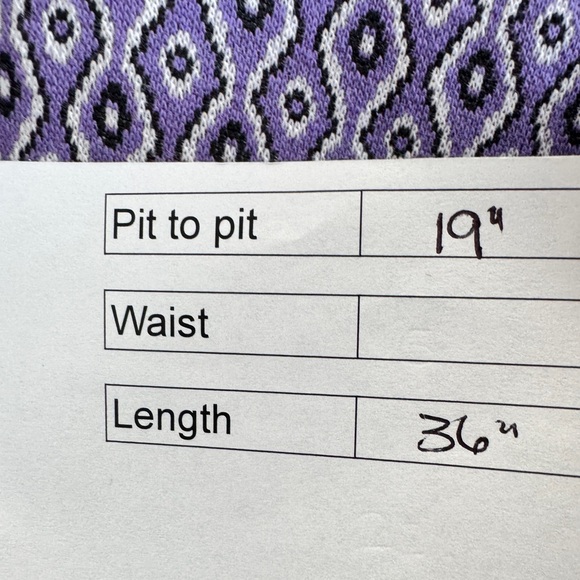 Pit to pit 19"
Waist
Length 36"